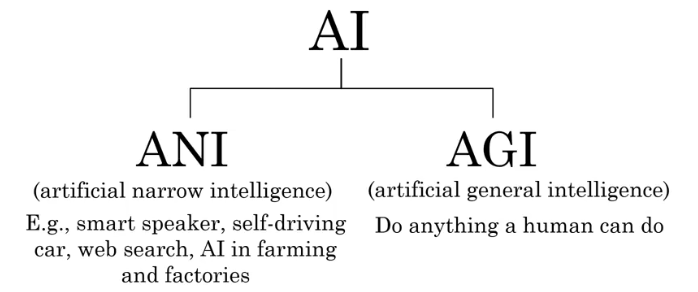 AI
ANI
(artificial narrow intelligence)
E.g., smart speaker, self-driving
car, web search, AI in farming
and factories
AGI
(artificial general intelligence)
Do anything a human can do